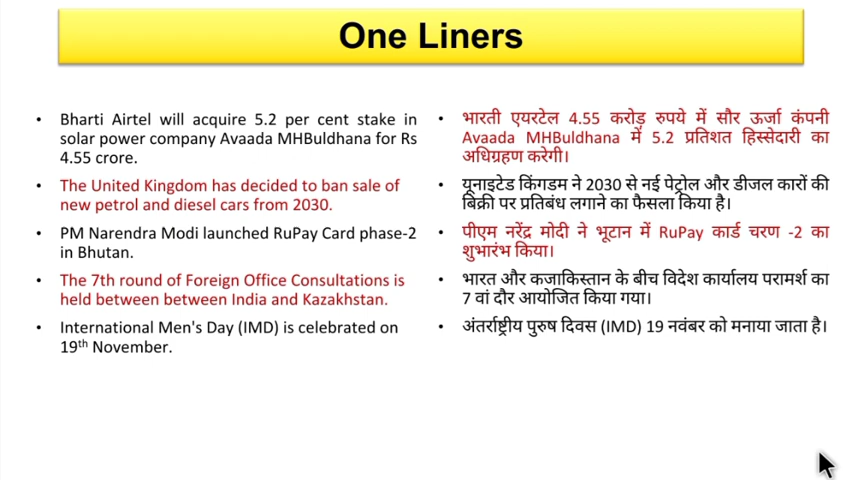 One Liners
• Bharti Airtel will acquire 5.2 per cent stake in
solar power company Avaada MHBuldhana for Rs
4.55 crore.
• The United Kingdom has decided to ban sale of
new petrol and diesel cars from 2030.
• PM Narendra Modi launched RuPay Card phase-2
in Bhutan.
• The 7th round of Foreign Office Consultations is
held between between India and Kazakhstan.
• International Men's Day (IMD) is celebrated on
19th November.
• भारती एयरटेल 4.55 करोड़ रुपये में सौर ऊर्जा कंपनी
Avaada MHBuldhana में 5.2 प्रतिशत हिस्सेदारी का
अधिग्रहण करेगी।
• यूनाइटेड किंगडम ने 2030 से नई पेट्रोल और डीजल कारों की
बिक्री पर प्रतिबंध लगाने का फैसला किया है।
• पीएम नरेंद्र मोदी ने भूटान में RuPay कार्ड चरण -2 का
शुभारंभ किया।
• भारत और कजाकिस्तान के बीच विदेश कार्यालय परामर्श का
7 वां दौर आयोजित किया गया।
• अंतर्राष्ट्रीय पुरुष दिवस (IMD) 19 नवंबर को मनाया जाता है।